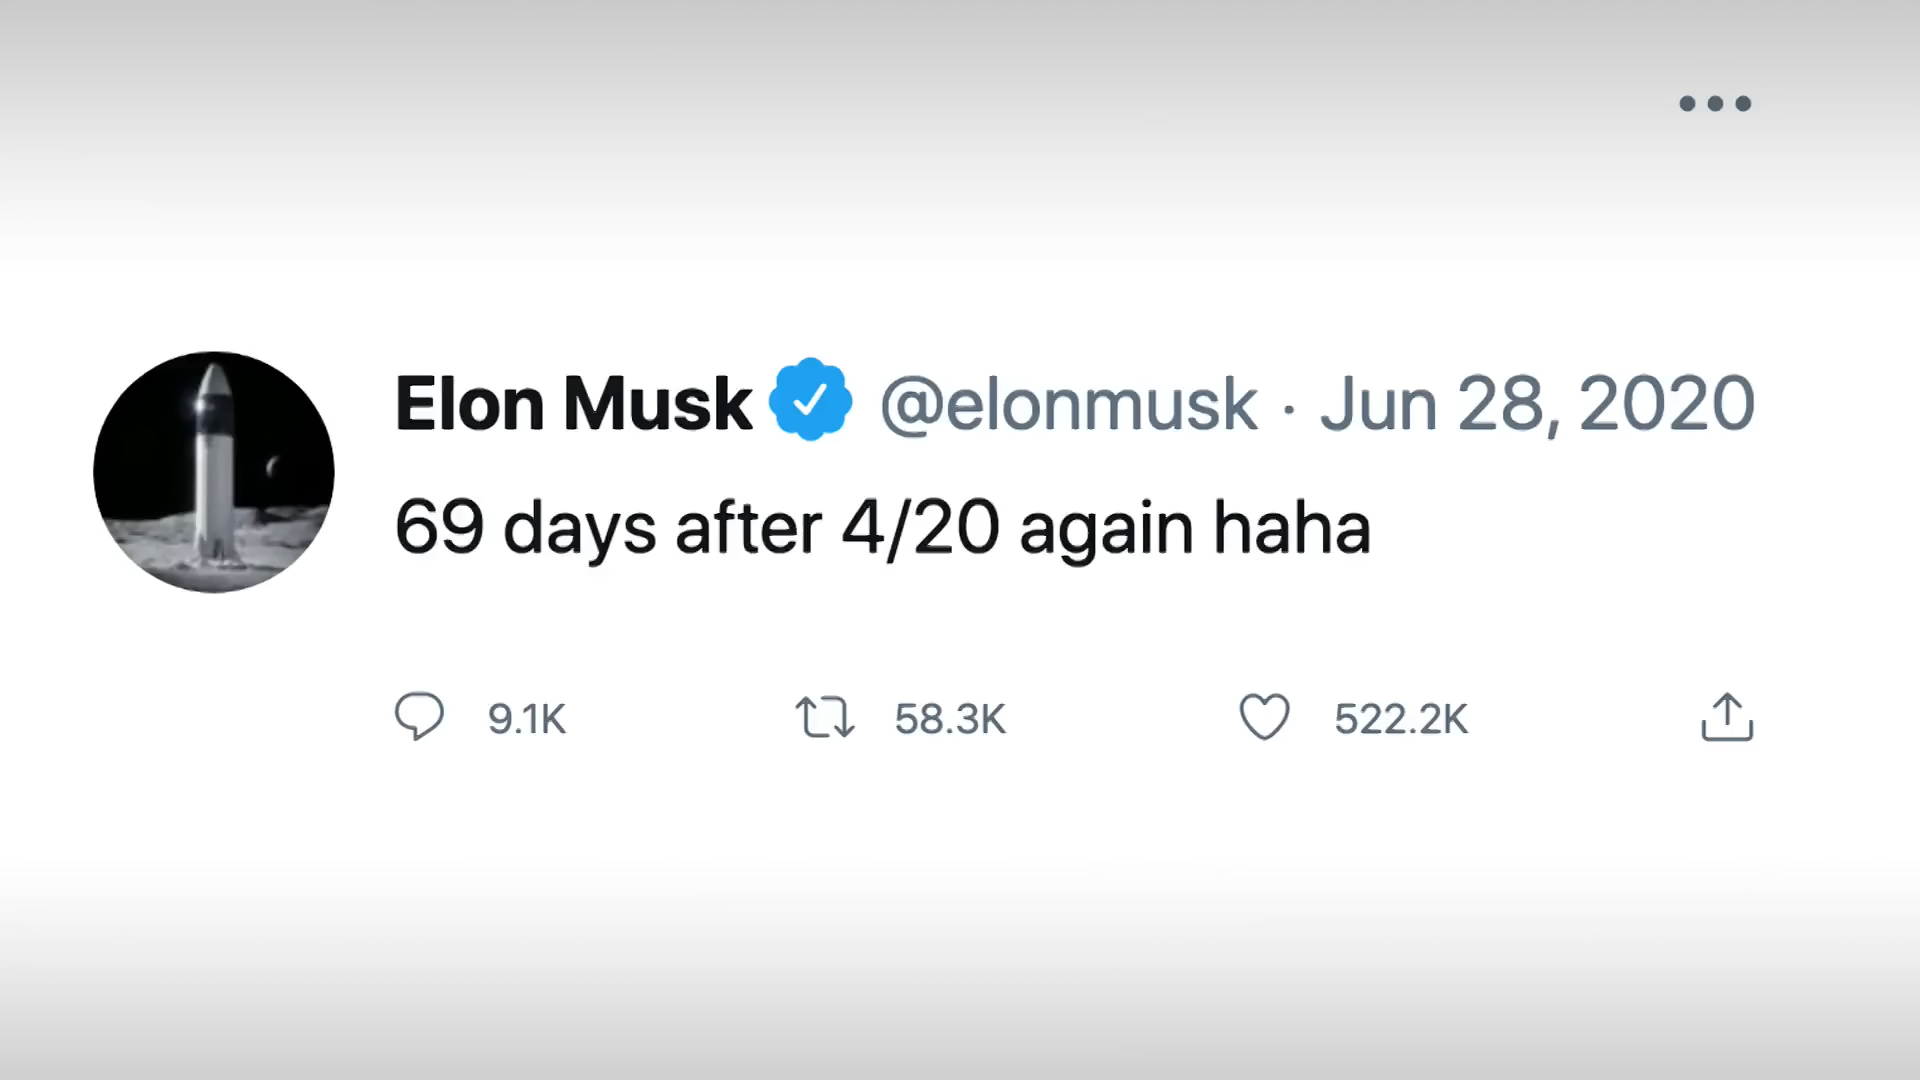 Elon Musk @elonmusk · Jun 28, 2020
69 days after 4/20 again haha
9.1K 58.3K 522.2K